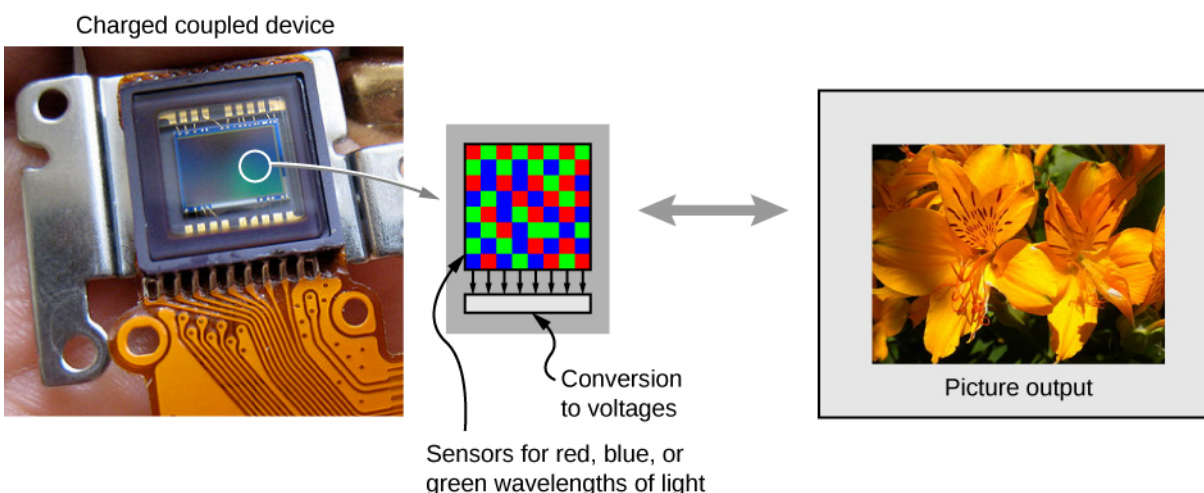 Charged coupled device
Conversion
to voltages
Sensors for red, blue, or
green wavelengths of light
Picture output